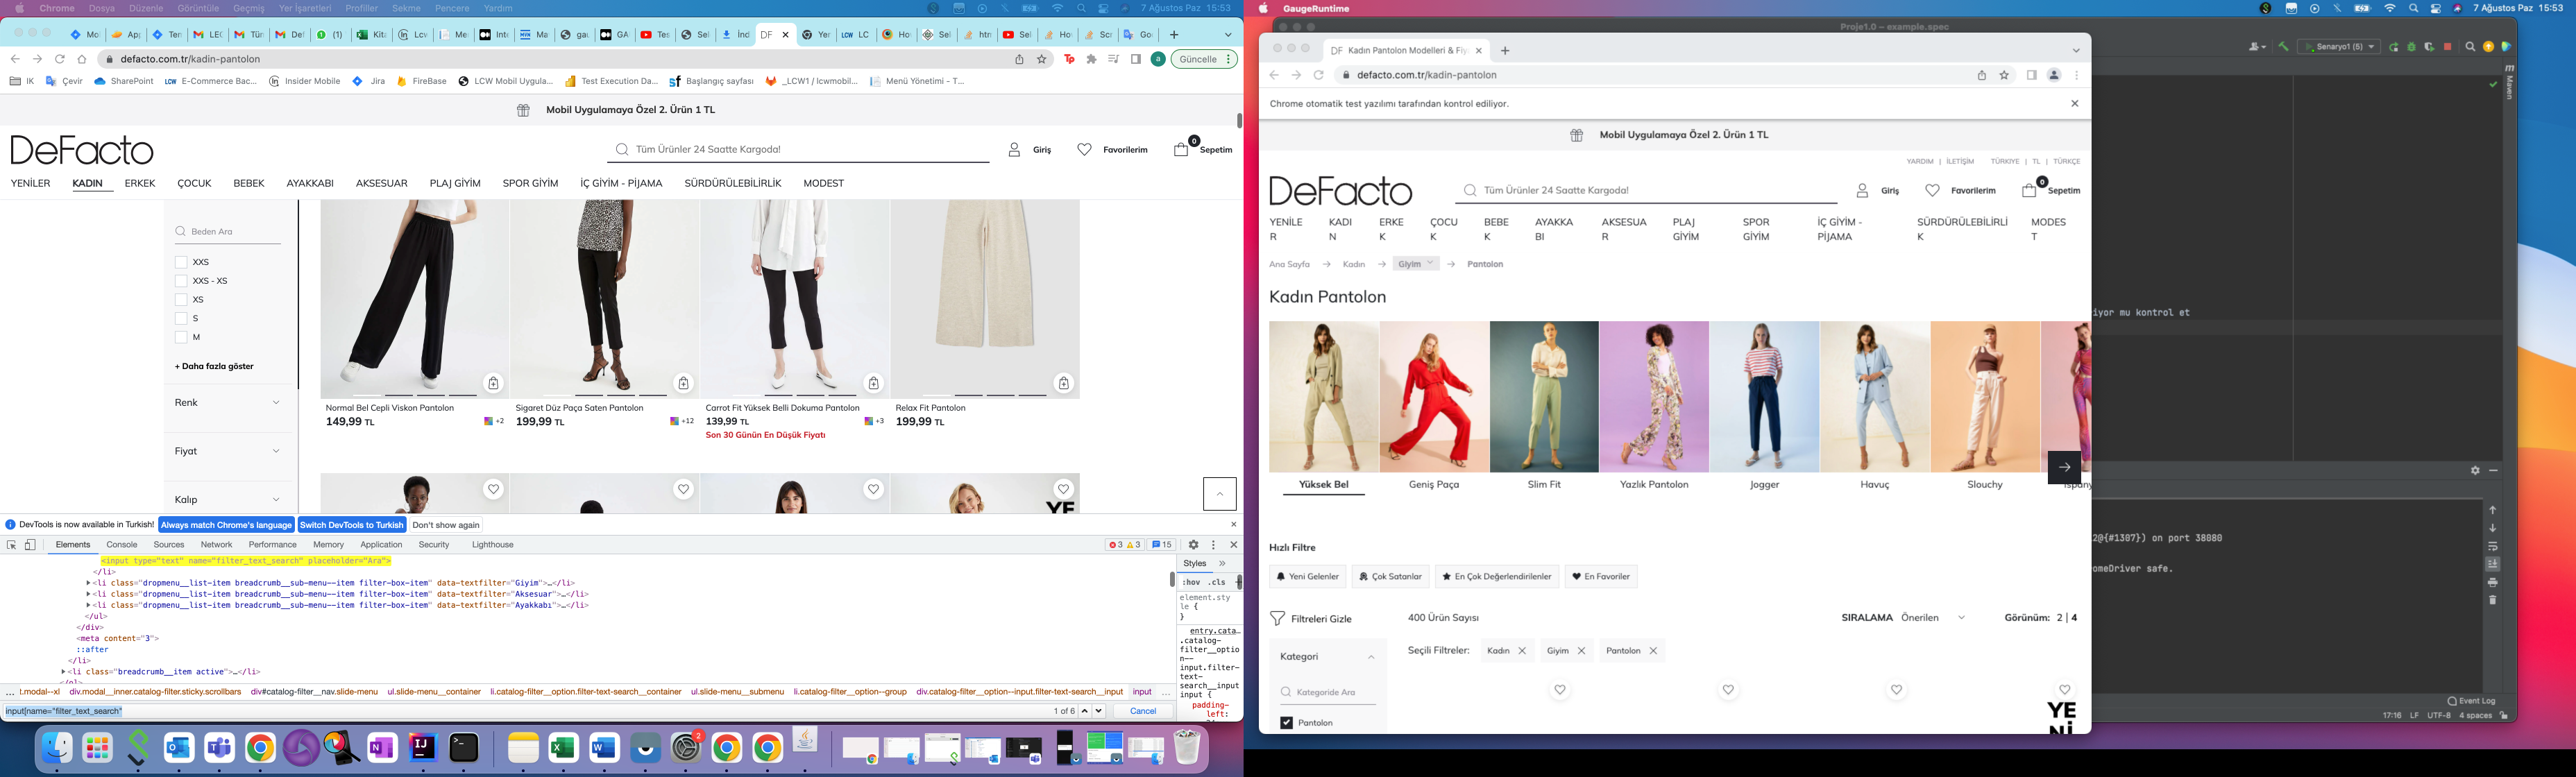 Chrome Dosya Düzenle Görüntüle Geçmiş Yer İşaretleri Profiller Sekme Pencere Yardım
7 Ağustos Paz 15:53
DF
defacto.com.tr/kadin-pantolon
Güncelle
IK Çevir SharePoint E-Commerce Bac... Insider Mobile Jira FireBase LCW Mobil Uygula... Test Execution Da... Başlangıç sayfası _LCW1 / lcwmobil... Menü Yönetimi - T...
Mobil Uygulamaya Özel 2. Ürün 1 TL
DeFacto
Tüm Ürünler 24 Saatte Kargoda!
Giriş
Favorilerim
0
Sepetim
YENİLER KADIN ERKEK ÇOCUK BEBEK AYAKKABI AKSESUAR PLAJ GİYİM SPOR GİYİM İÇ GİYİM - PİJAMA SÜRDÜRÜLEBİLİRLİK MODEST
Beden Ara
XXS
XXS - XS
XS
S
M
+ Daha fazla göster
Renk
Fiyat
Kalıp
Normal Bel Cepli Viskon Pantolon
149,99 TL
+2
Sigaret Düz Paça Saten Pantolon
199,99 TL
+12
Carrot Fit Yüksek Belli Dokuma Pantolon
139,99 TL
+3
Son 30 Günün En Düşük Fiyatı
Relax Fit Pantolon
199,99 TL
DevTools is now available in Turkish! Always match Chrome's language Switch DevTools to Turkish Don't show again
Elements Console Sources Network Performance Memory Application Security Lighthouse
3 3 15
<input type="text" name="filter_text_search" placeholder="Ara">
</li>
<li class="dropmenu__list-item breadcrumb__sub-menu--item filter-box-item" data-textfilter="Giyim">…</li>
<li class="dropmenu__list-item breadcrumb__sub-menu--item filter-box-item" data-textfilter="Aksesuar">…</li>
<li class="dropmenu__list-item breadcrumb__sub-menu--item filter-box-item" data-textfilter="Ayakkabı">…</li>
</ul>
</div>
<meta content="3">
::after
</li>
<li class="breadcrumb__item active">…</li>
… t.modal--xl div.modal__inner.catalog-filter.sticky.scrollbars div#catalog-filter__nav.slide-menu ul.slide-menu__container li.catalog-filter__option.filter-text-search__container ul.slide-menu__submenu li.catalog-filter__option--group div.catalog-filter__option--input.filter-text-search__input input …
input[name="filter_text_search"
1 of 6
Cancel
Styles
:hov .cls
element.sty
le {
}
entry.cata…
.catalog-
filter__optio
n--
input.filter-
text-
search__input
input {
padding-
left:
2
GaugeRuntime
7 Ağustos Paz 15:53
Proje1.0 – example.spec
Senaryo1 (5)
Maven
DF Kadın Pantolon Modelleri & Fiy
defacto.com.tr/kadin-pantolon
Chrome otomatik test yazılımı tarafından kontrol ediliyor.
Mobil Uygulamaya Özel 2. Ürün 1 TL
YARDIM | İLETİŞİM TÜRKIYE | TL | TÜRKÇE
DeFacto
Tüm Ürünler 24 Saatte Kargoda!
Giriş
Favorilerim
0
Sepetim
YENİLE KADI ERKE ÇOCU BEBE AYAKKA AKSESUA PLAJ SPOR İÇ GİYİM - SÜRDÜRÜLEBİLİRLİ MODES
R N K K K BI R GİYİM GİYİM PİJAMA K T
Ana Sayfa Kadın Giyim Pantolon
Kadın Pantolon
Yüksek Bel Geniş Paça Slim Fit Yazlık Pantolon Jogger Havuç Slouchy
Hızlı Filtre
Yeni Gelenler Çok Satanlar En Çok Değerlendirilenler En Favoriler
Filtreleri Gizle
400 Ürün Sayısı
SIRALAMA Önerilen
Görünüm: 2 | 4
Kategori
Seçili Filtreler: Kadın Giyim Pantolon
Kategoride Ara
Pantolon
YE
Nİ
iyor mu kontrol et
2@{#1307}) on port 38080
omeDriver safe.
Event Log
17:16 LF UTF-8 4 spaces